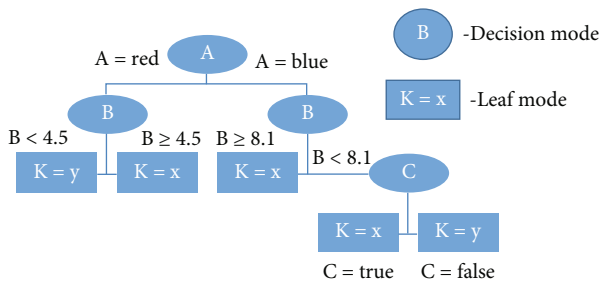 A
A = red
A = blue
B
-Decision mode
K = x
-Leaf mode
B
B
B < 4.5
B ≥ 4.5
B ≥ 8.1
B < 8.1
K = y
K = x
K = x
C
K = x
K = y
C = true
C = false